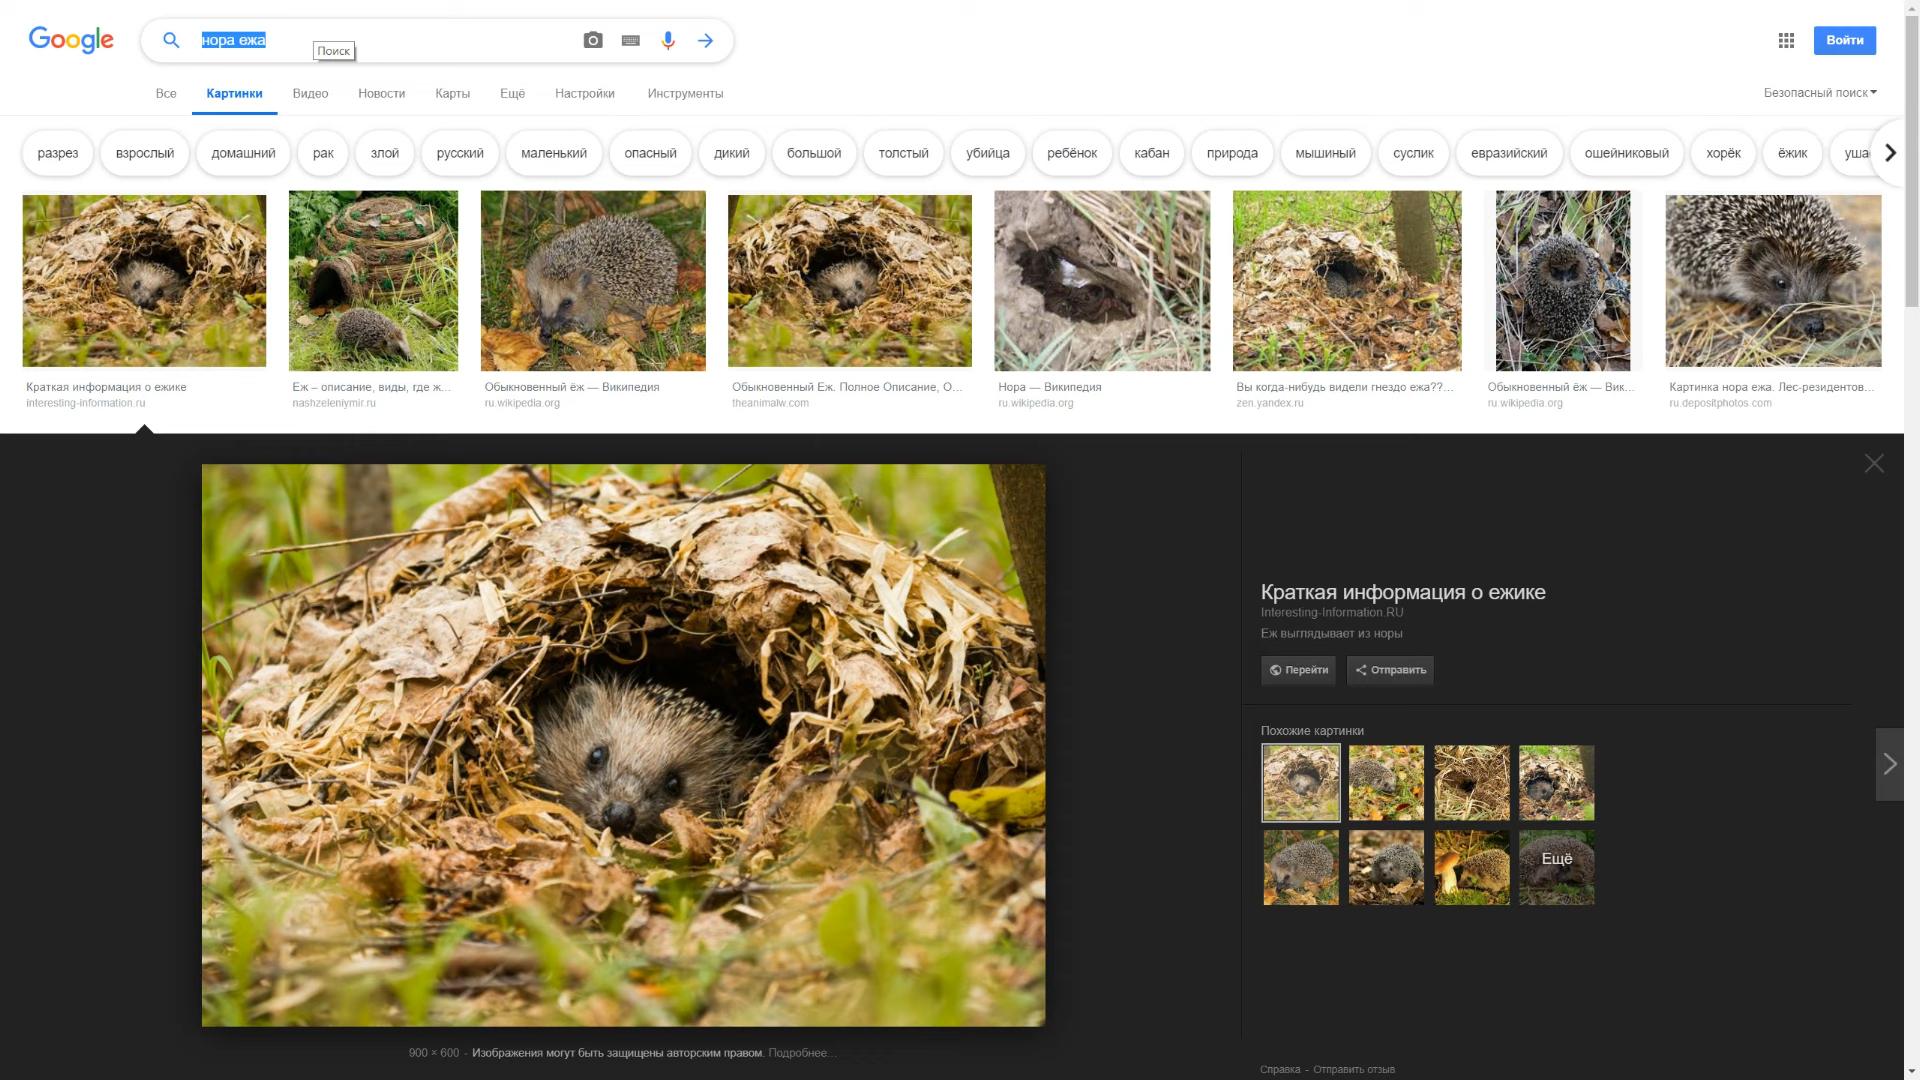 Google
нора ежа
Поиск
Войти
Все
Картинки
Видео
Новости
Карты
Ещё
Настройки
Инструменты
Безопасный поиск
разрез
взрослый
домашний
рак
злой
русский
маленький
опасный
дикий
большой
толстый
убийца
ребёнок
кабан
природа
мышиный
суслик
евразийский
ошейниковый
хорёк
ёжик
уша
Краткая информация о ежике
interesting-information.ru
Еж – описание, виды, где ж...
nashzeleniymir.ru
Обыкновенный ёж — Википедия
ru.wikipedia.org
Обыкновенный Еж. Полное Описание, О...
theanimalw.com
Нора — Википедия
ru.wikipedia.org
Вы когда-нибудь видели гнездо ежа??...
zen.yandex.ru
Обыкновенный ёж — Вик...
ru.wikipedia.org
Картинка нора ежа. Лес-резидентов...
ru.depositphotos.com
Краткая информация о ежике
Interesting-Information.RU
Еж выглядывает из норы
Перейти
Отправить
Похожие картинки
Ещё
900 × 600 - Изображения могут быть защищены авторским правом. Подробнее...
Справка - Отправить отзыв